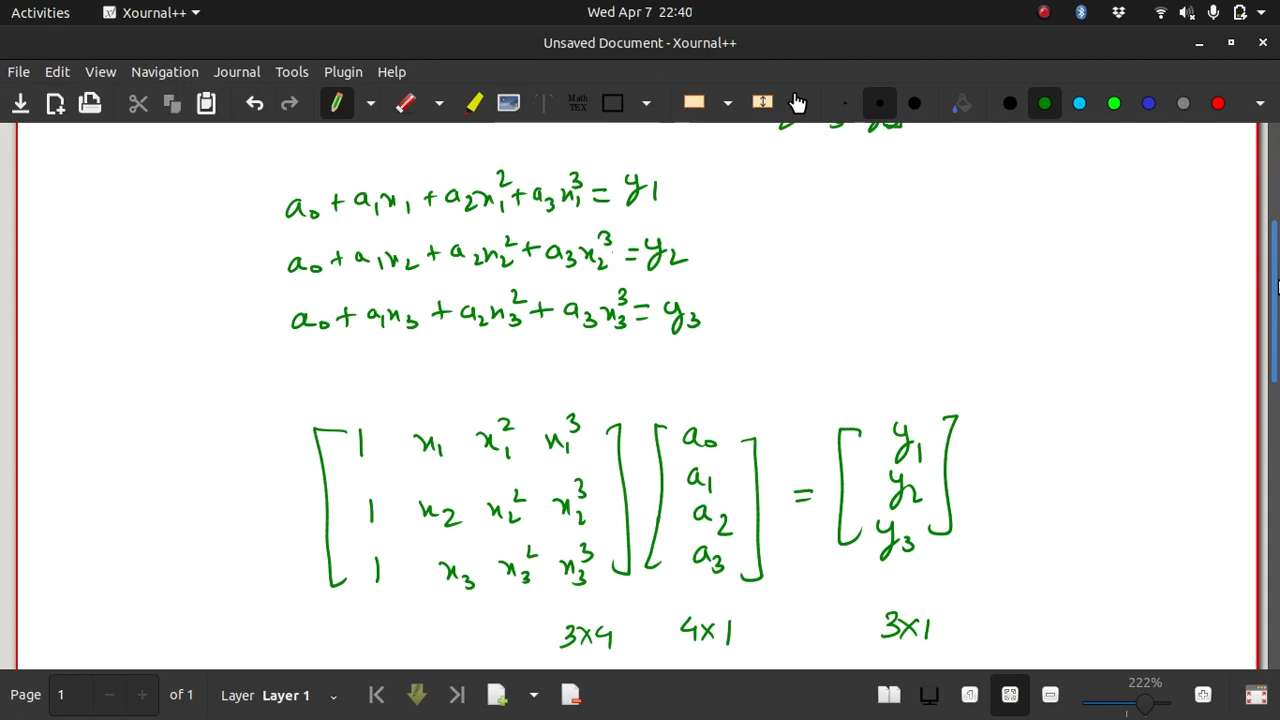 Activities Xournal++ Wed Apr 7 22:40
Unsaved Document - Xournal++
File Edit View Navigation Journal Tools Plugin Help
a₀ + a₁x₁ + a₂x₁² + a₃x₁³ = y₁
a₀ + a₁x₂ + a₂x₂² + a₃x₂³ = y₂
a₀ + a₁x₃ + a₂x₃² + a₃x₃³ = y₃
1 x₁ x₁² x₁³ a₀ y₁
1 x₂ x₂² x₂³ a₁ = y₂
1 x₃ x₃² x₃³ a₂ y₃
a₃
3×4 4×1 3×1
Page 1 of 1 Layer Layer 1 222%